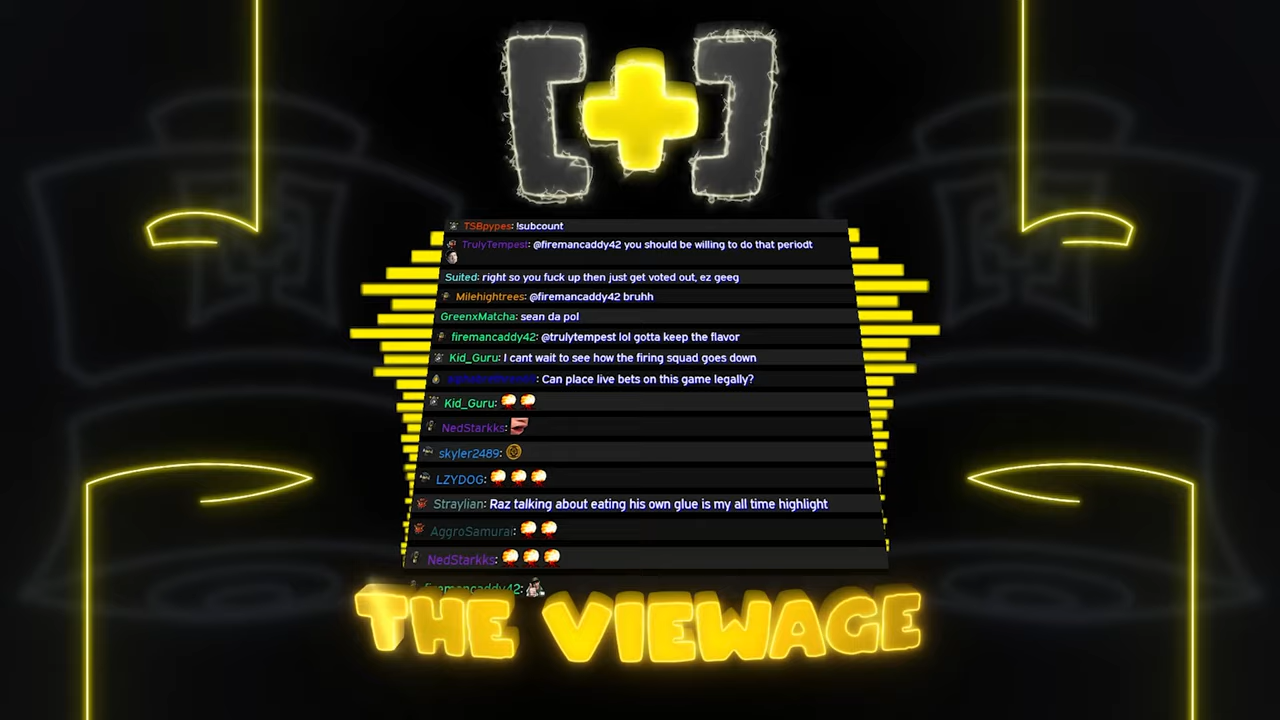 [+]
TSBpypes: !subcount
TrulyTempest: @firemancaddy42 you should be willing to do that periodt
Suited: right so you fuck up then just get voted out, ez geeg
Milehightrees: @firemancaddy42 bruhh
GreenxMatcha: sean da pol
firemancaddy42: @trulytempest lol gotta keep the flavor
Kid_Guru: I cant wait to see how the firing squad goes down
: Can place live bets on this game legally?
Kid_Guru:
NedStarkks:
skyler2489:
LZYDOG:
Straylian: Raz talking about eating his own glue is my all time highlight
AggroSamurai:
NedStarkks:
firemancaddy42:
THE VIEWAGE